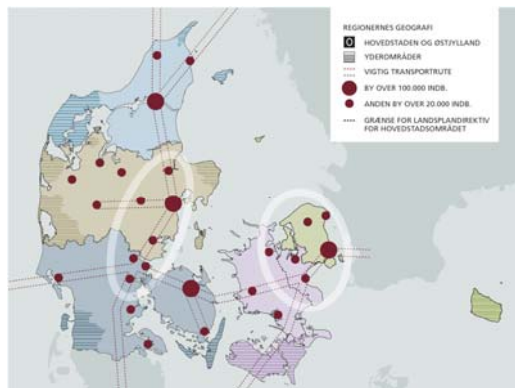 REGIONERNES GEOGRAFI
HOVEDSTADEN OG ØSTJYLLAND
YDEROMRÅDER
VIGTIG TRANSPORTRUTE
BY OVER 100.000 INDB.
ANDEN BY OVER 20.000 INDB.
GRÆNSE FOR LANDSPLANDIREKTIV
FOR HOVEDSTADSOMRÅDET